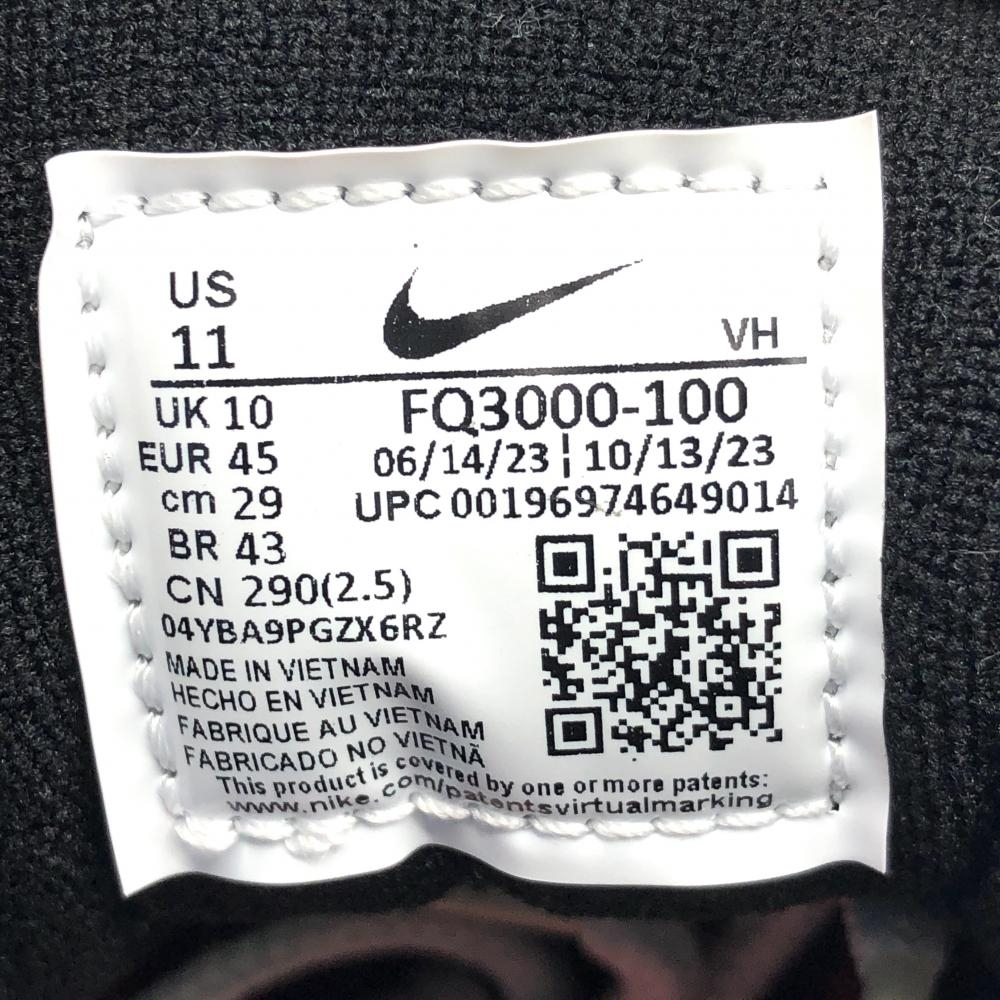 US
11
VH
UK 10
FQ3000-100
EUR 45
06/14/23 ¦ 10/13/23
cm 29
UPC 00196974649014
BR 43
CN 290(2.5)
04YBA9PGZX6RZ
MADE IN VIETNAM
HECHO EN VIETNAM
FABRIQUE AU VIETNAM
FABRICADO NO VIETNÃ
This product is covered by one or more patents:
www.nike.com/patentsvirtualmarking